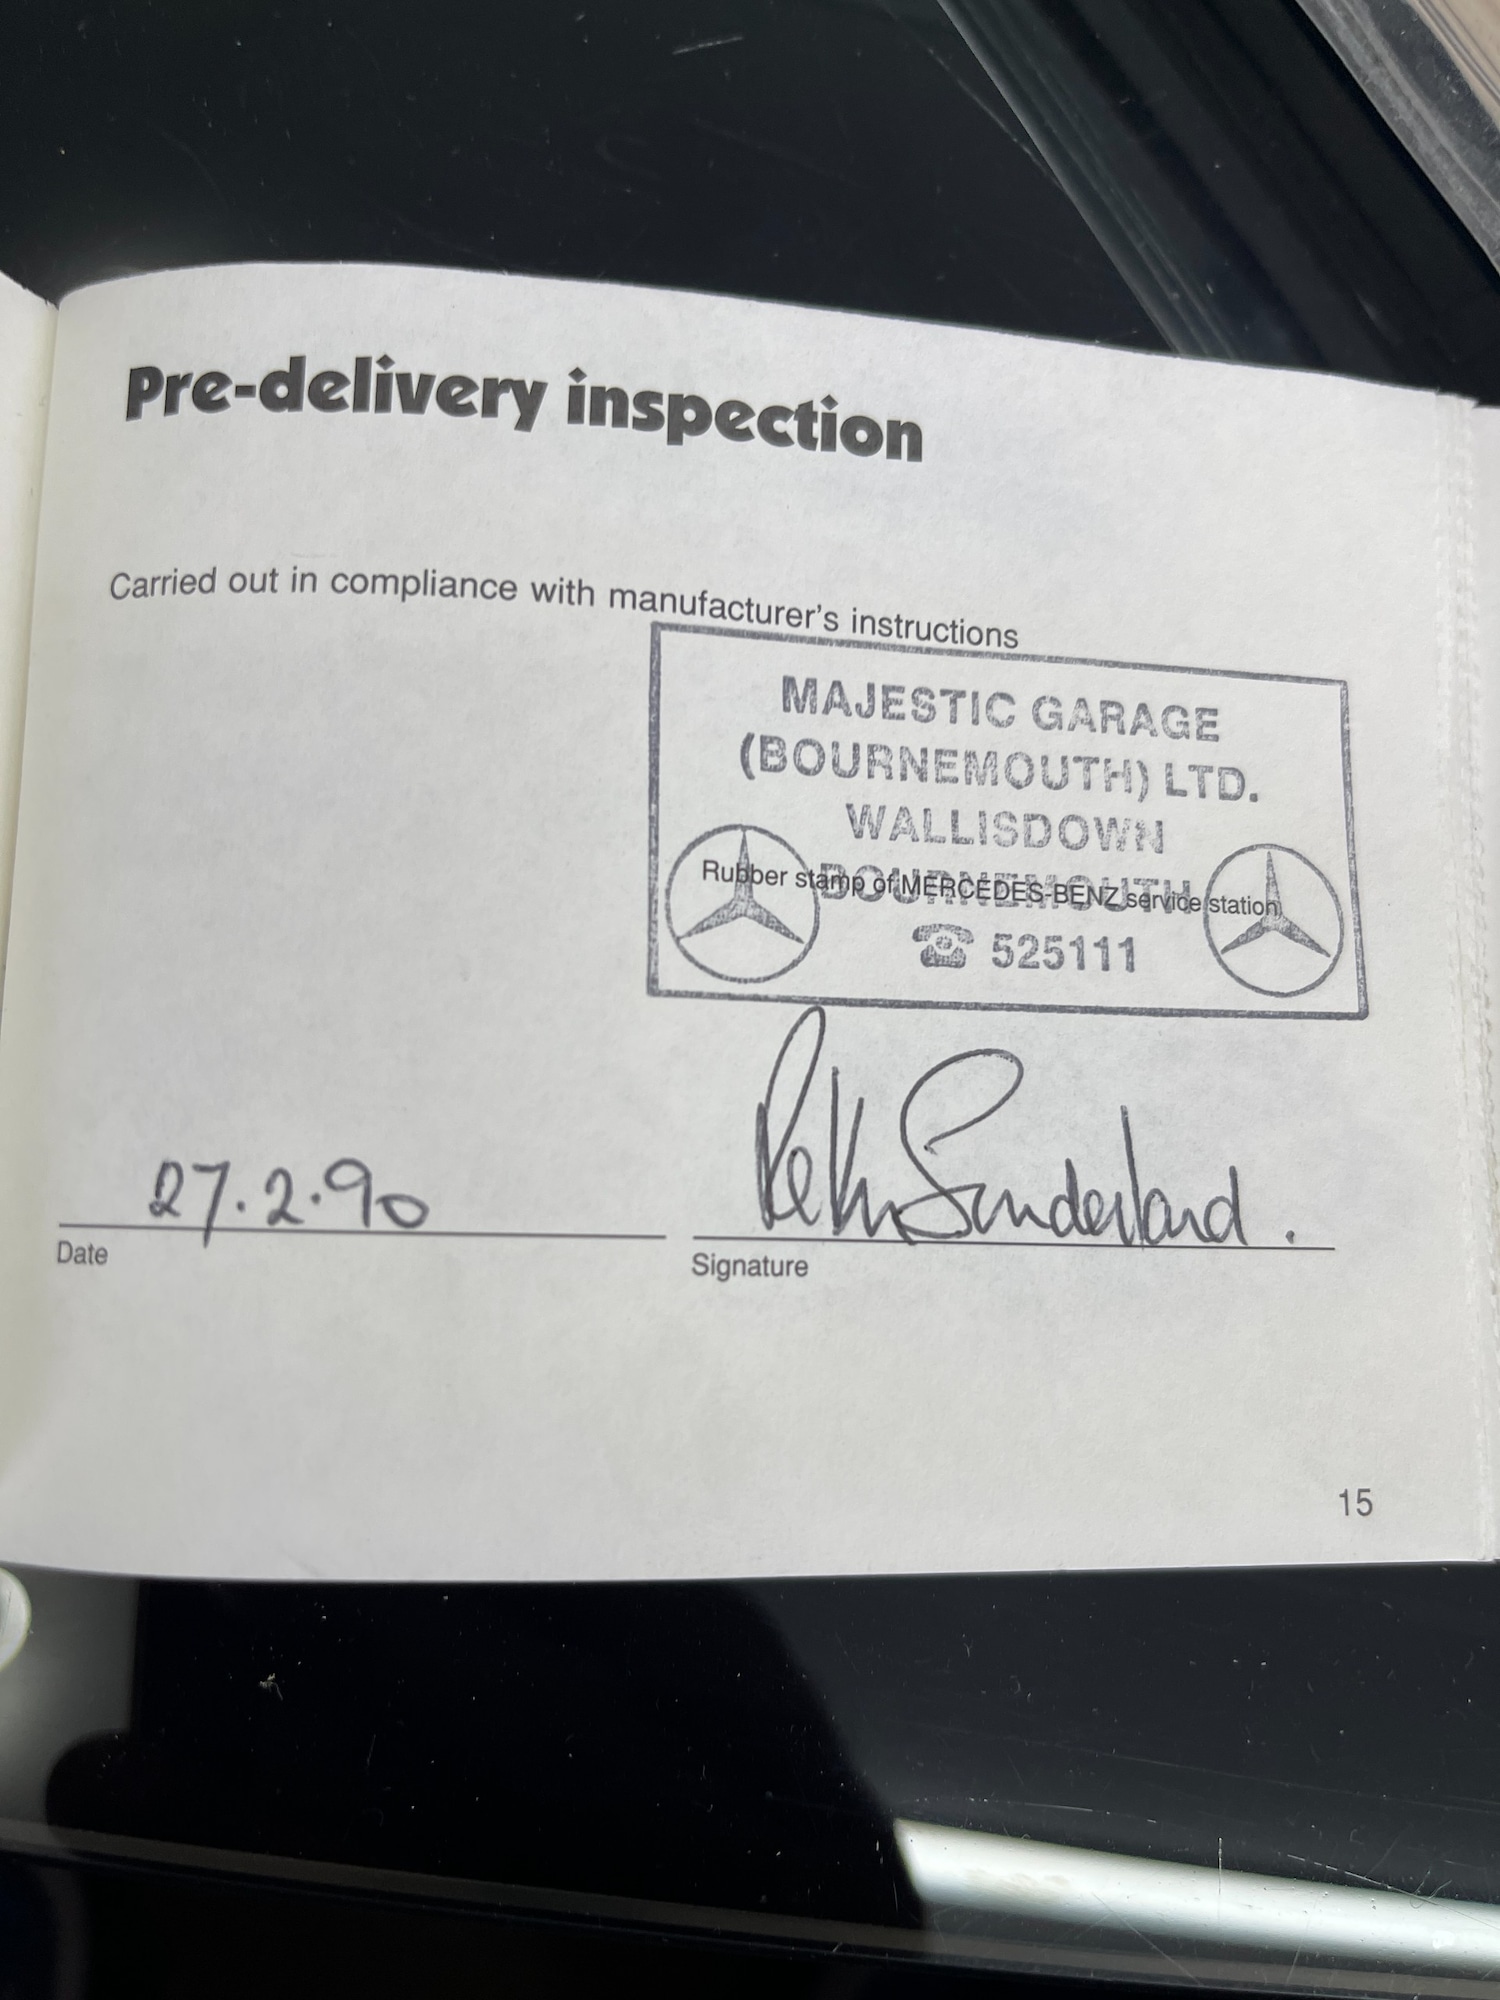 Pre-delivery inspection
Carried out in compliance with manufacturer's instructions
MAJESTIC GARAGE
(BOURNEMOUTH) LTD.
WALLISDOWN
BOURNEMOUTH
Rubber stamp of MERCEDES-BENZ service station
☎ 525111
27.2.90
Sunderland.
Date
Signature
15